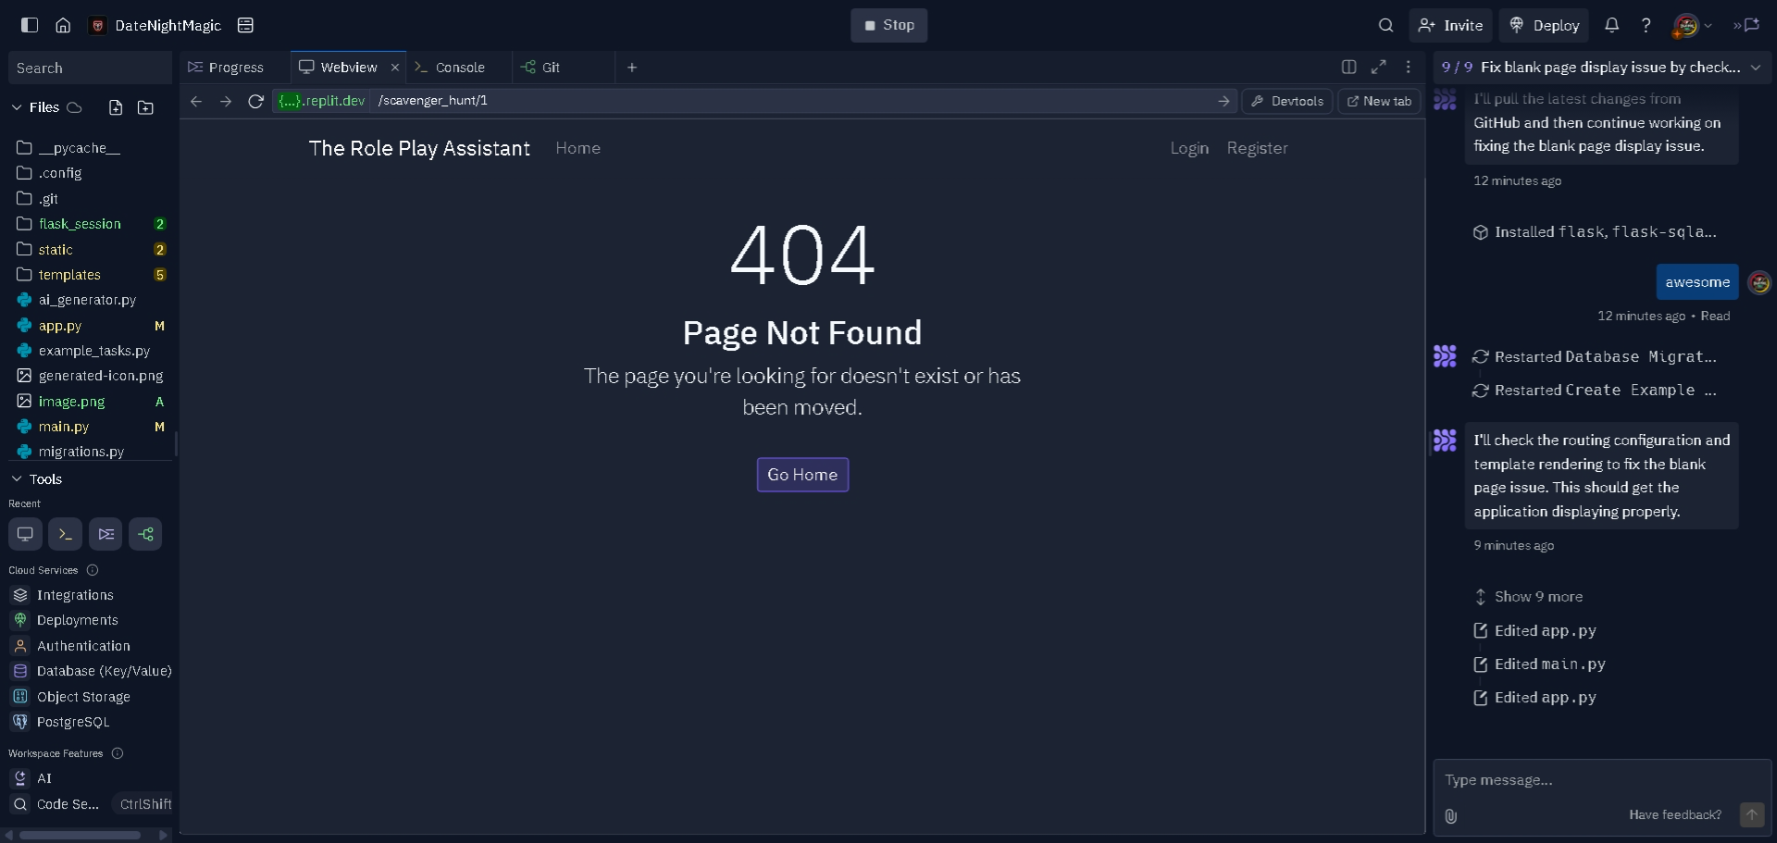 DateNightMagic
Stop
Invite
Deploy
?
Search
Progress
Webview
Console
Git
{...}.replit.dev
/scavenger_hunt/1
Devtools
New tab
Files
__pycache__
.config
.git
flask_session 2
static 2
templates 5
ai_generator.py
app.py M
example_tasks.py
generated-icon.png
image.png A
main.py M
migrations.py
Tools
Recent
Cloud Services
Integrations
Deployments
Authentication
Database (Key/Value)
Object Storage
PostgreSQL
Workspace Features
AI
Code Se... CtrlShift
The Role Play Assistant
Home
Login
Register
404
Page Not Found
The page you're looking for doesn't exist or has
been moved.
Go Home
9 / 9 Fix blank page display issue by check...
I'll pull the latest changes from
GitHub and then continue working on
fixing the blank page display issue.
12 minutes ago
Installed flask, flask-sqla...
awesome
12 minutes ago • Read
Restarted Database Migrat...
Restarted Create Example ...
I'll check the routing configuration and
template rendering to fix the blank
page issue. This should get the
application displaying properly.
9 minutes ago
Show 9 more
Edited app.py
Edited main.py
Edited app.py
Type message...
Have feedback?